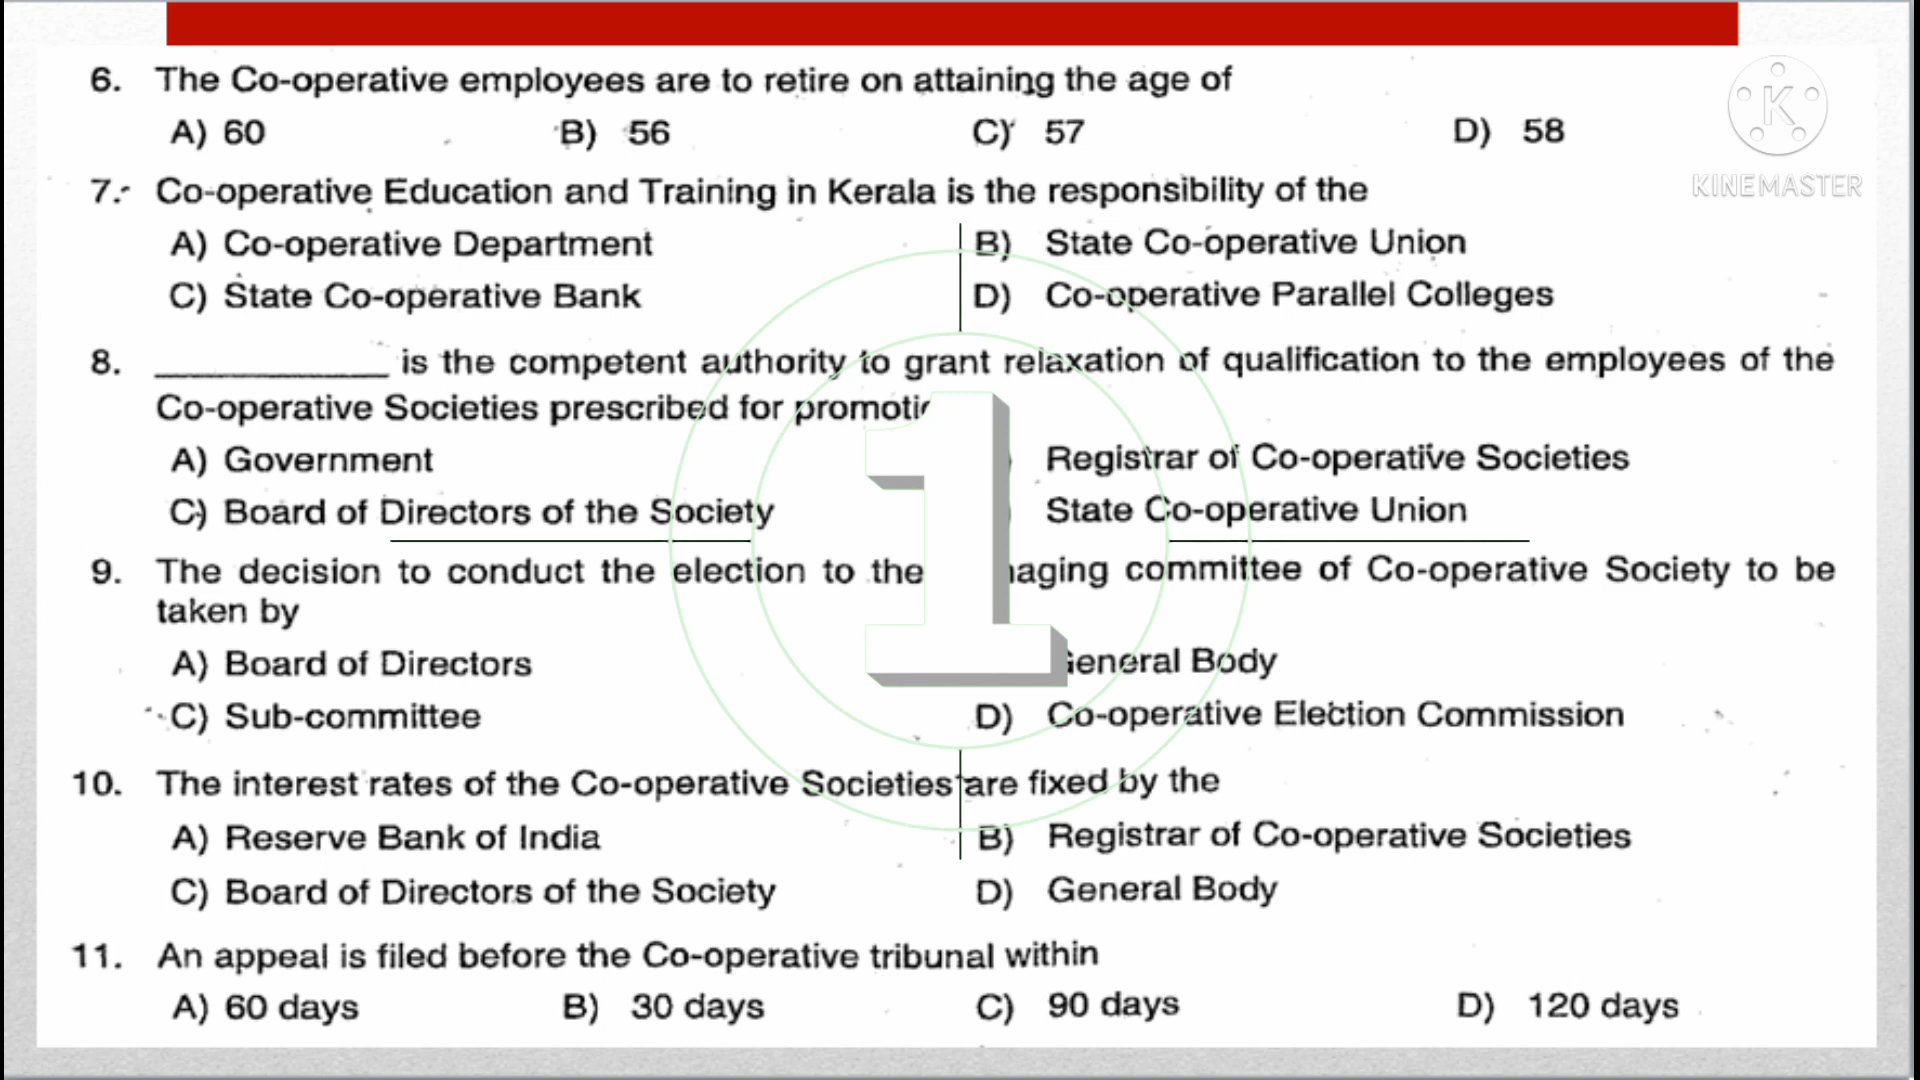 6. The Co-operative employees are to retire on attaining the age of
A) 60 B) 56 C) 57 D) 58
KINEMASTER
7. Co-operative Education and Training in Kerala is the responsibility of the
A) Co-operative Department B) State Co-operative Union
C) State Co-operative Bank D) Co-operative Parallel Colleges
8. __________ is the competent authority to grant relaxation of qualification to the employees of the
Co-operative Societies prescribed for
A) Government Registrar of Co-operative Societies
C) Board of Directors of the Society State Co-operative Union
1
9. The decision to conduct the election to the committee of Co-operative Society to be
taken by
A) Board of Directors General Body
C) Sub-committee D) Co-operative Election Commission
10. The interest rates of the Co-operative Societies are fixed by the
A) Reserve Bank of India B) Registrar of Co-operative Societies
C) Board of Directors of the Society D) General Body
11. An appeal is filed before the Co-operative tribunal within
A) 60 days B) 30 days C) 90 days D) 120 days